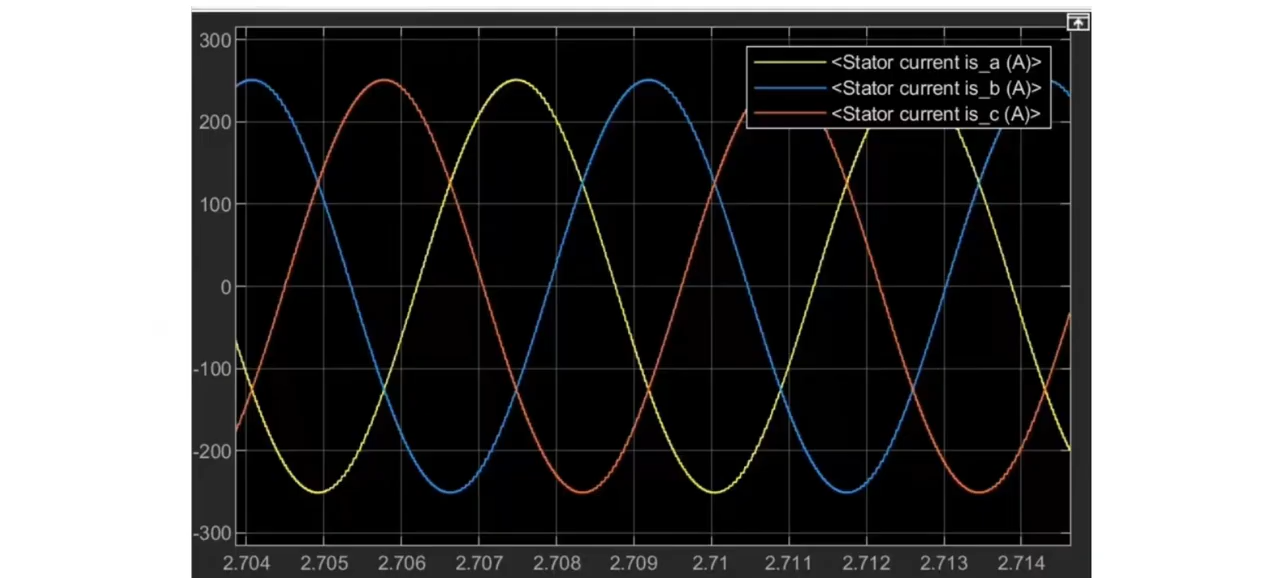 300
200
100
0
-100
-200
-300
<Stator current is_a (A)>
<Stator current is_b (A)>
<Stator current is_c (A)>
2.704 2.705 2.706 2.707 2.708 2.709 2.71 2.711 2.712 2.713 2.714